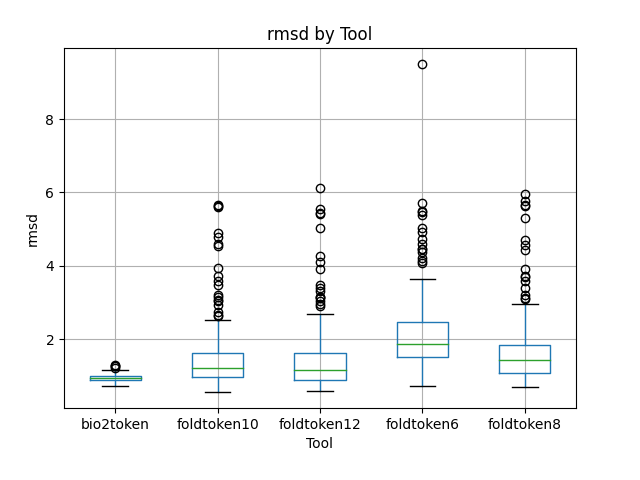 rmsd by Tool
8
6
4
2
rmsd
bio2token
foldtoken10
foldtoken12
foldtoken6
foldtoken8
Tool